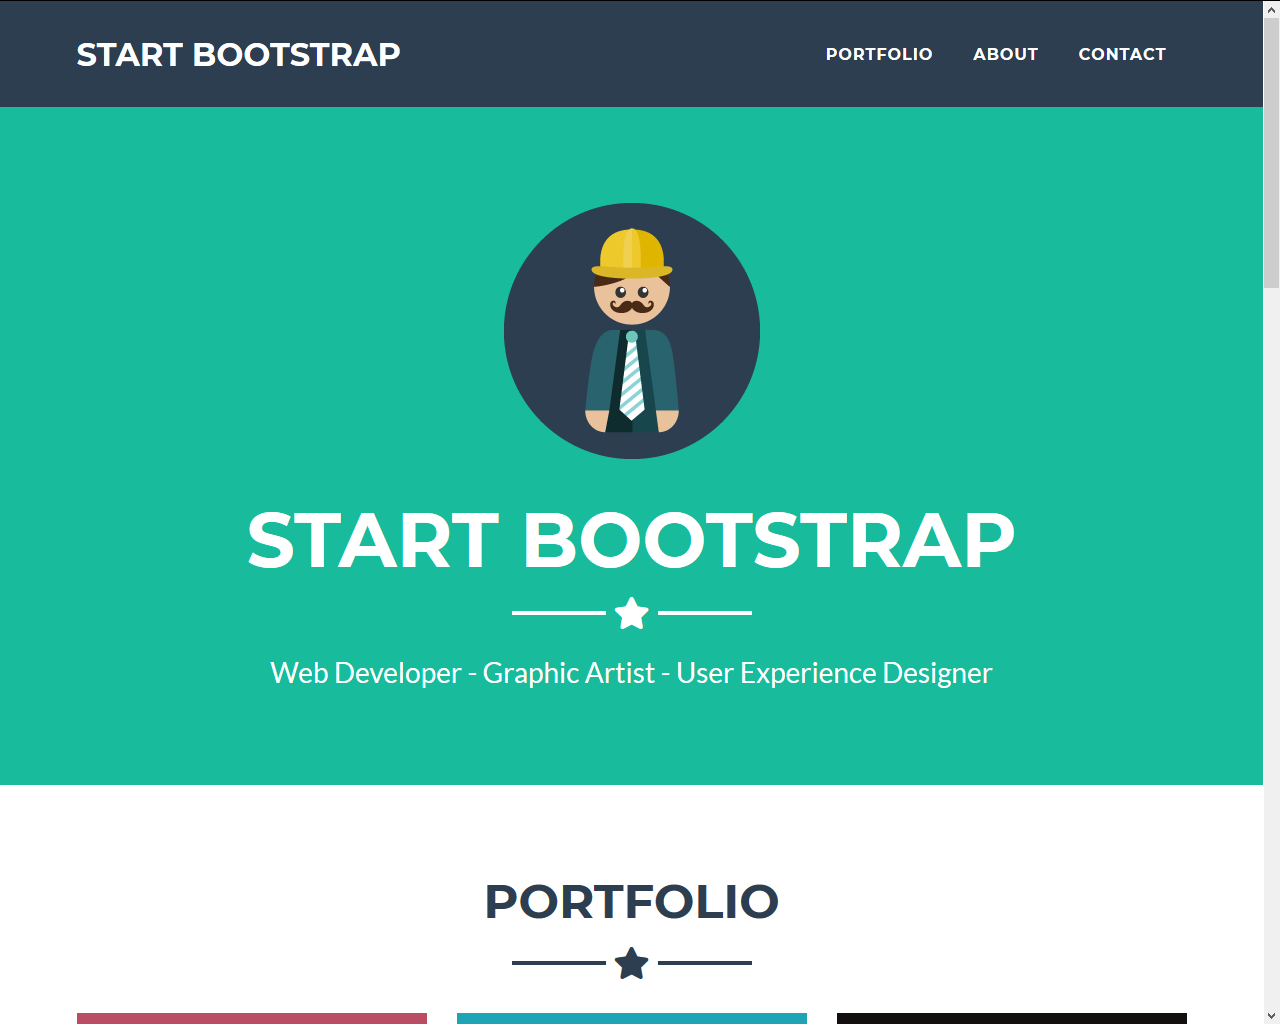 START BOOTSTRAP
PORTFOLIO
ABOUT
CONTACT
START BOOTSTRAP
Web Developer - Graphic Artist - User Experience Designer
PORTFOLIO